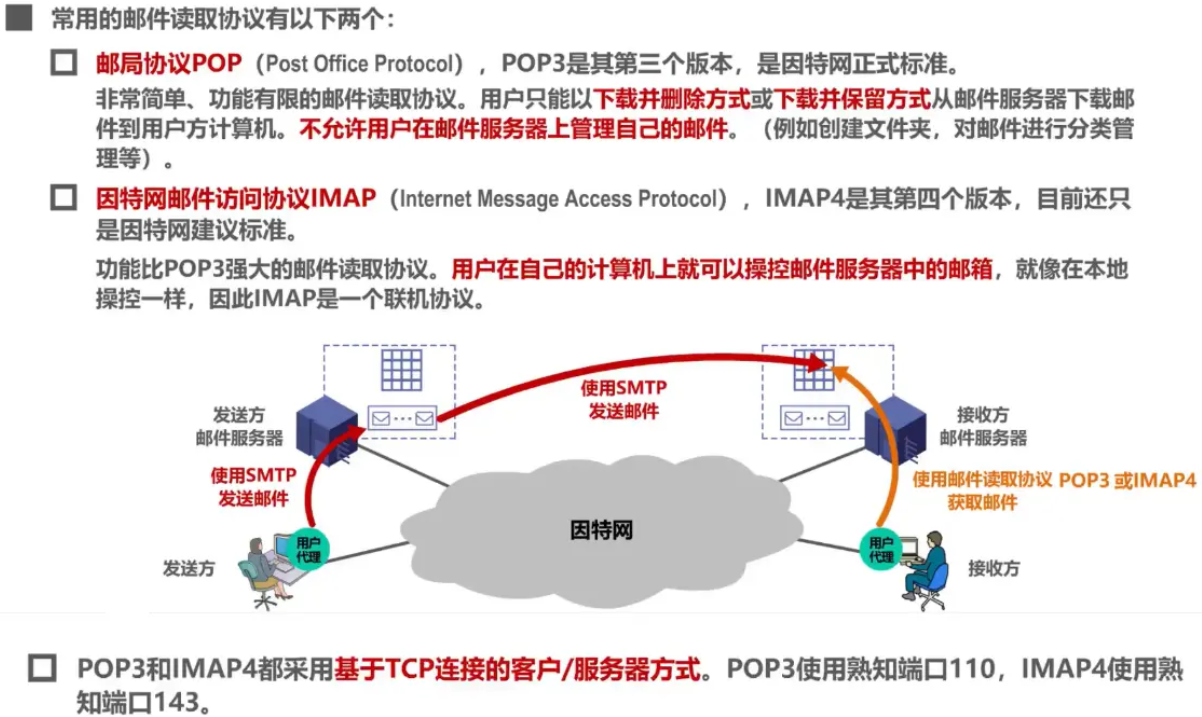 常用的邮件读取协议有以下两个：
邮局协议POP（Post Office Protocol），POP3是其第三个版本，是因特网正式标准。
非常简单、功能有限的邮件读取协议。用户只能以下载并删除方式或下载并保留方式从邮件服务器下载邮
件到用户方计算机。不允许用户在邮件服务器上管理自己的邮件。（例如创建文件夹，对邮件进行分类管
理等）。
因特网邮件访问协议IMAP（Internet Message Access Protocol），IMAP4是其第四个版本，目前还只
是因特网建议标准。
功能比POP3强大的邮件读取协议。用户在自己的计算机上就可以操控邮件服务器中的邮箱，就像在本地
操控一样，因此IMAP是一个联机协议。
使用SMTP
发送邮件
发送方
邮件服务器
接收方
邮件服务器
使用SMTP
发送邮件
使用邮件读取协议 POP3 或IMAP4
获取邮件
因特网
用户
代理
用户
代理
发送方
接收方
POP3和IMAP4都采用基于TCP连接的客户/服务器方式。POP3使用熟知端口110，IMAP4使用熟
知端口143。